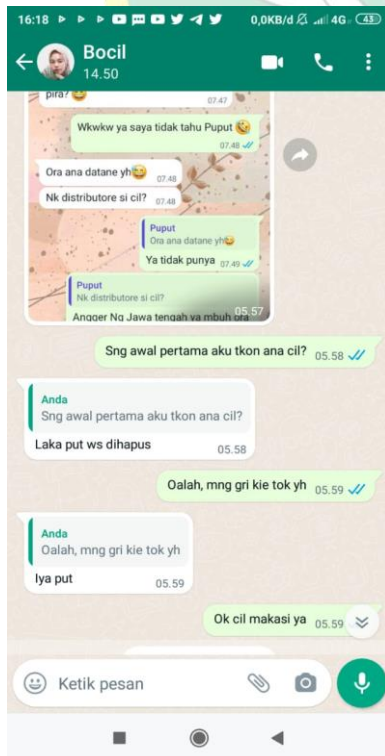 16:18 0,0KB/d 4G 43
Bocil
14.50
pira?😅 07.47
Wkwkw ya saya tidak tahu Puput🤣
07.48
Ora ana datane yh😅 07.48
Nk distributore si cil? 07.48
Puput
Ora ana datane yh😅
Ya tidak punya 07.49
Puput
Nk distributore si cil?
Angger Ng Jawa tengah ya mbuh ora
05.57
Sng awal pertama aku tkon ana cil? 05.58
Anda
Sng awal pertama aku tkon ana cil?
Laka put ws dihapus 05.58
Oalah, mng gri kie tok yh 05.59
Anda
Oalah, mng gri kie tok yh
Iya put 05.59
Ok cil makasi ya 05.59
Ketik pesan